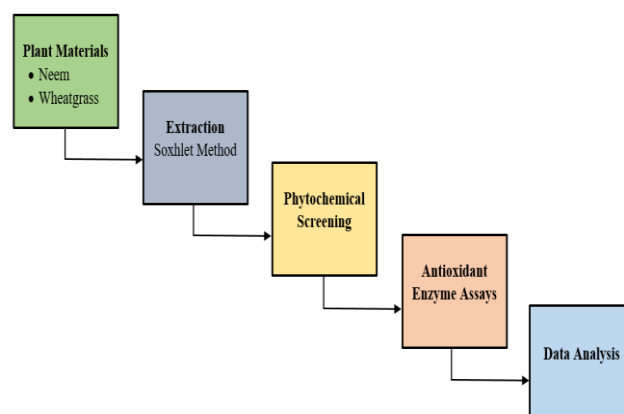 Plant Materials
• Neem
• Wheatgrass
Extraction
Soxhlet Method
Phytochemical
Screening
Antioxidant
Enzyme Assays
Data Analysis